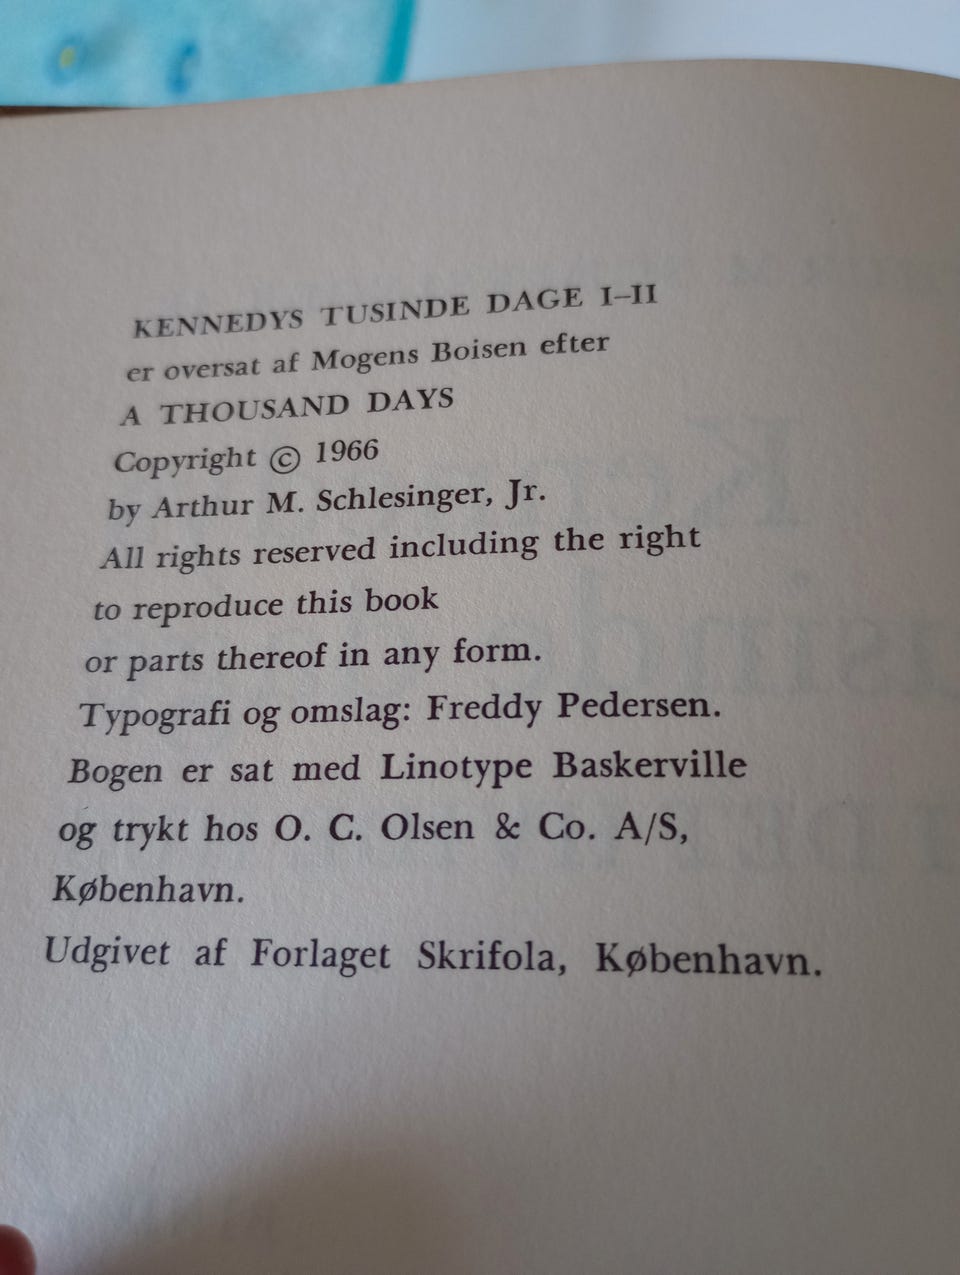 KENNEDYS TUSINDE DAGE I–II
er oversat af Mogens Boisen efter
A THOUSAND DAYS
Copyright © 1966
by Arthur M. Schlesinger, Jr.
All rights reserved including the right
to reproduce this book
or parts thereof in any form.
Typografi og omslag: Freddy Pedersen.
Bogen er sat med Linotype Baskerville
og trykt hos O. C. Olsen & Co. A/S,
København.
Udgivet af Forlaget Skrifola, København.